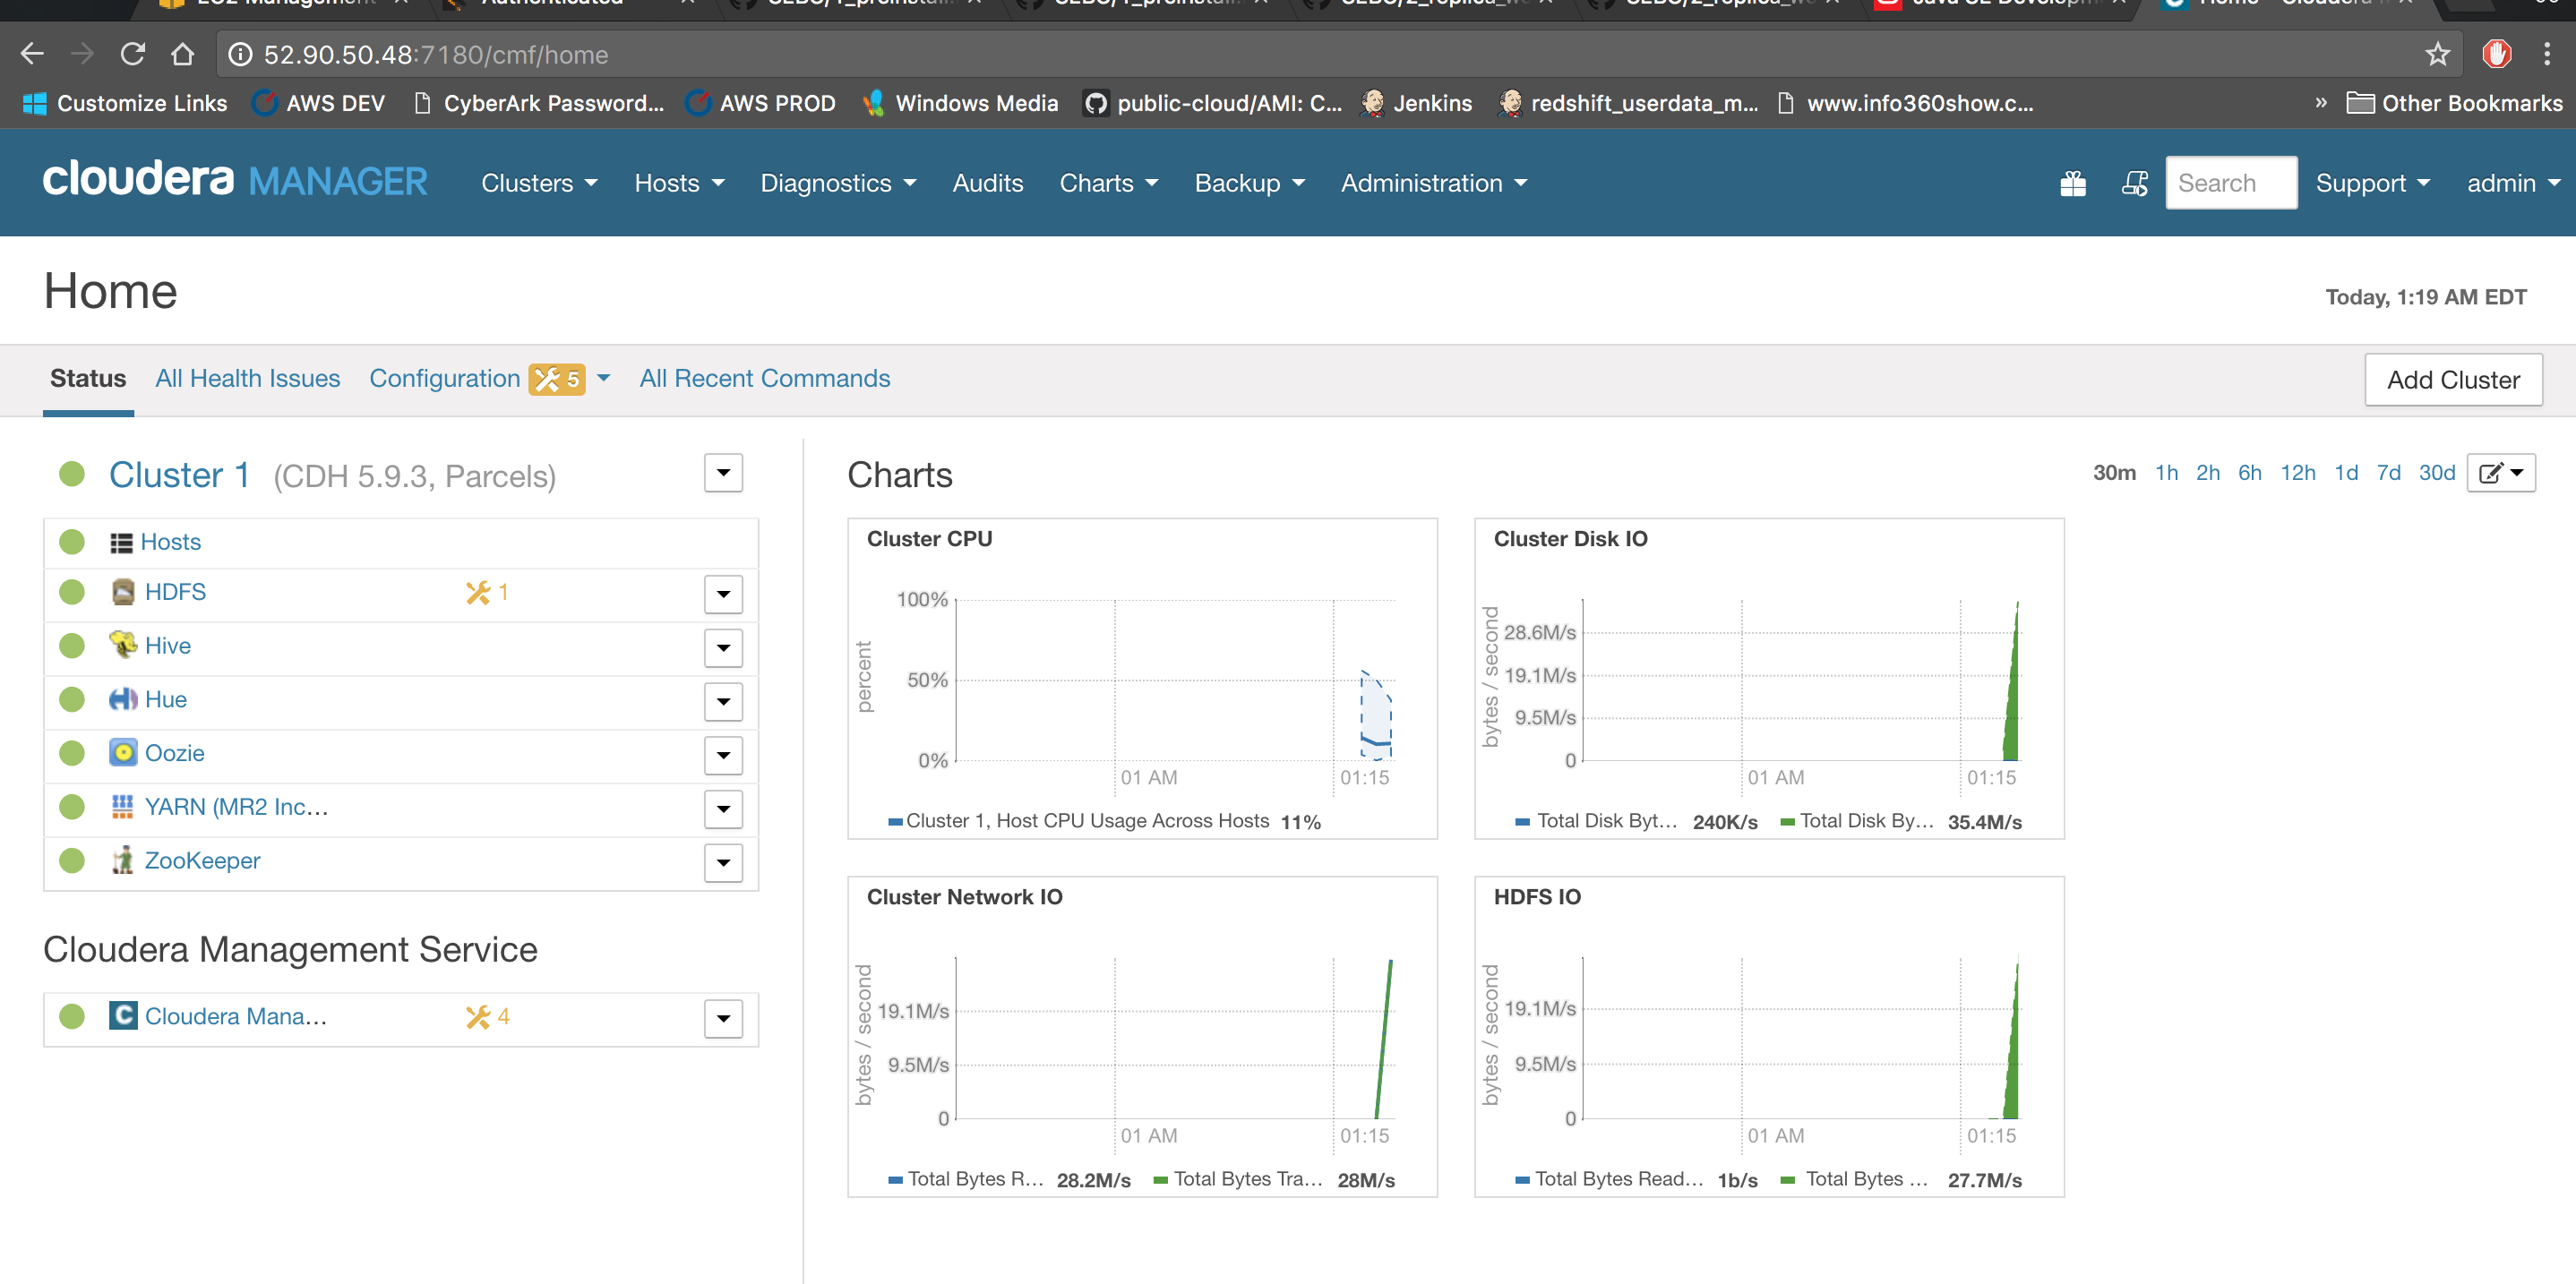 EC2 Management
Authenticated
Java SE Developm
Home - Cloudera M
52.90.50.48:7180/cmf/home
Customize Links AWS DEV CyberArk Password... AWS PROD Windows Media public-cloud/AMI: C... Jenkins redshift_userdata_m... www.info360show.c... » Other Bookmarks
cloudera MANAGER Clusters Hosts Diagnostics Audits Charts Backup Administration Search Support admin
Home
Today, 1:19 AM EDT
Status All Health Issues Configuration 5 All Recent Commands Add Cluster
Cluster 1 (CDH 5.9.3, Parcels)
Hosts
HDFS 1
Hive
Hue
Oozie
YARN (MR2 Inc...
ZooKeeper
Cloudera Management Service
C Cloudera Mana... 4
Charts 30m 1h 2h 6h 12h 1d 7d 30d
Cluster CPU
percent
100%
50%
0%
01 AM 01:15
Cluster 1, Host CPU Usage Across Hosts 11%
Cluster Disk IO
bytes / second
28.6M/s
19.1M/s
9.5M/s
0
01 AM 01:15
Total Disk Byt... 240K/s Total Disk By... 35.4M/s
Cluster Network IO
bytes / second
19.1M/s
9.5M/s
0
01 AM 01:15
Total Bytes R... 28.2M/s Total Bytes Tra... 28M/s
HDFS IO
bytes / second
19.1M/s
9.5M/s
0
01 AM 01:15
Total Bytes Read... 1b/s Total Bytes ... 27.7M/s